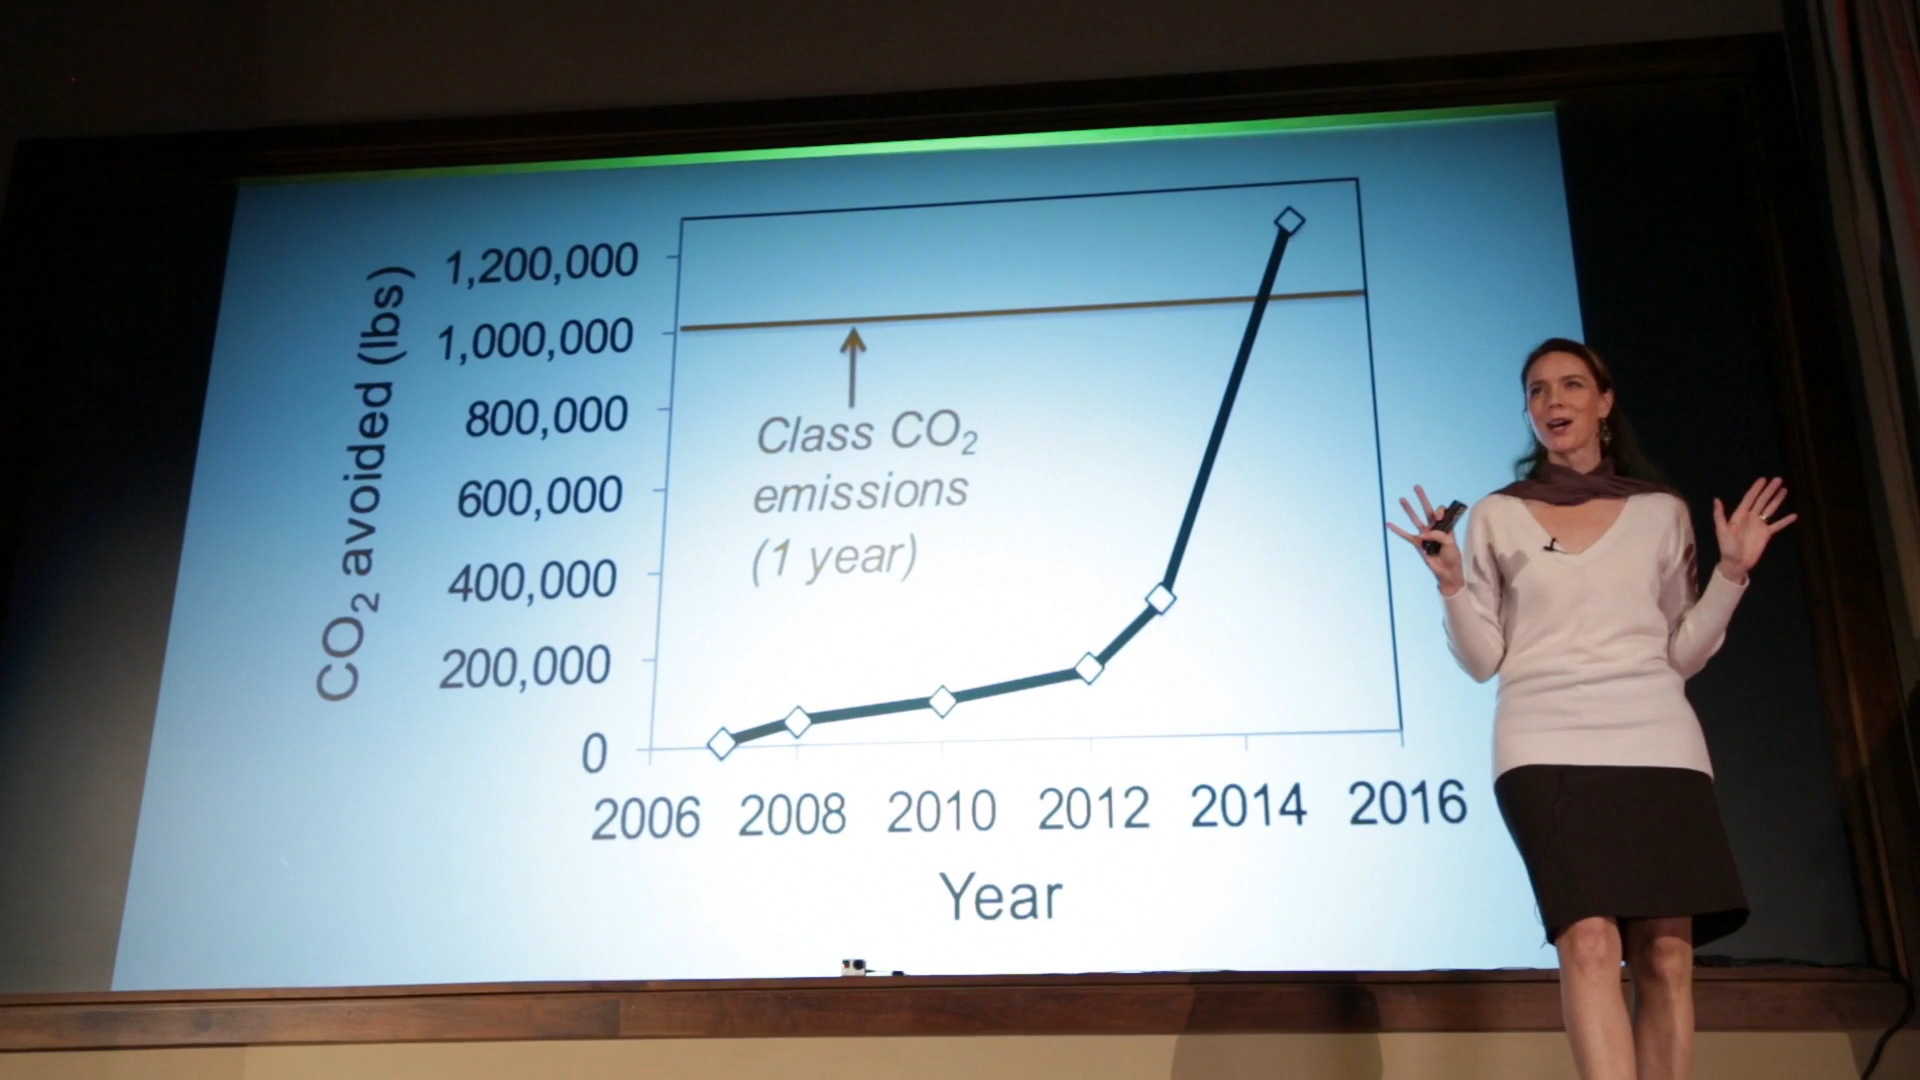 CO₂ avoided (lbs)
1,200,000
1,000,000
800,000
600,000
400,000
200,000
0
Class CO₂
emissions
(1 year)
2006 2008 2010 2012 2014 2016
Year